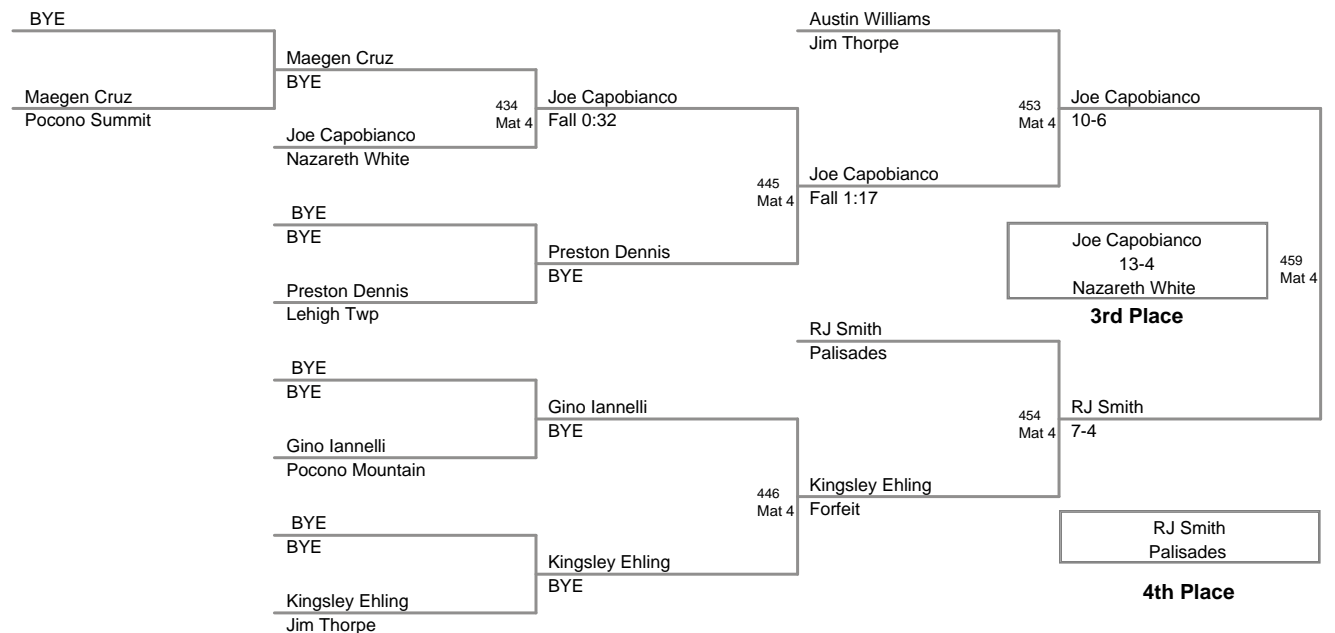 BYE
Maegen Cruz
Pocono Summit
Maegen Cruz
BYE
434
Mat 4
Joe Capobianco
Nazareth White
BYE
BYE
Preston Dennis
Lehigh Twp
BYE
BYE
Gino Iannelli
Pocono Mountain
BYE
BYE
Kingsley Ehling
Jim Thorpe
Joe Capobianco
Fall 0:32
445
Mat 4
Preston Dennis
BYE
Gino Iannelli
BYE
446
Mat 4
Kingsley Ehling
BYE
Austin Williams
Jim Thorpe
453
Mat 4
Joe Capobianco
Fall 1:17
RJ Smith
Palisades
454
Mat 4
Kingsley Ehling
Forfeit
Joe Capobianco
10-6
Joe Capobianco
13-4
Nazareth White
3rd Place
459
Mat 4
RJ Smith
7-4
RJ Smith
Palisades
4th Place